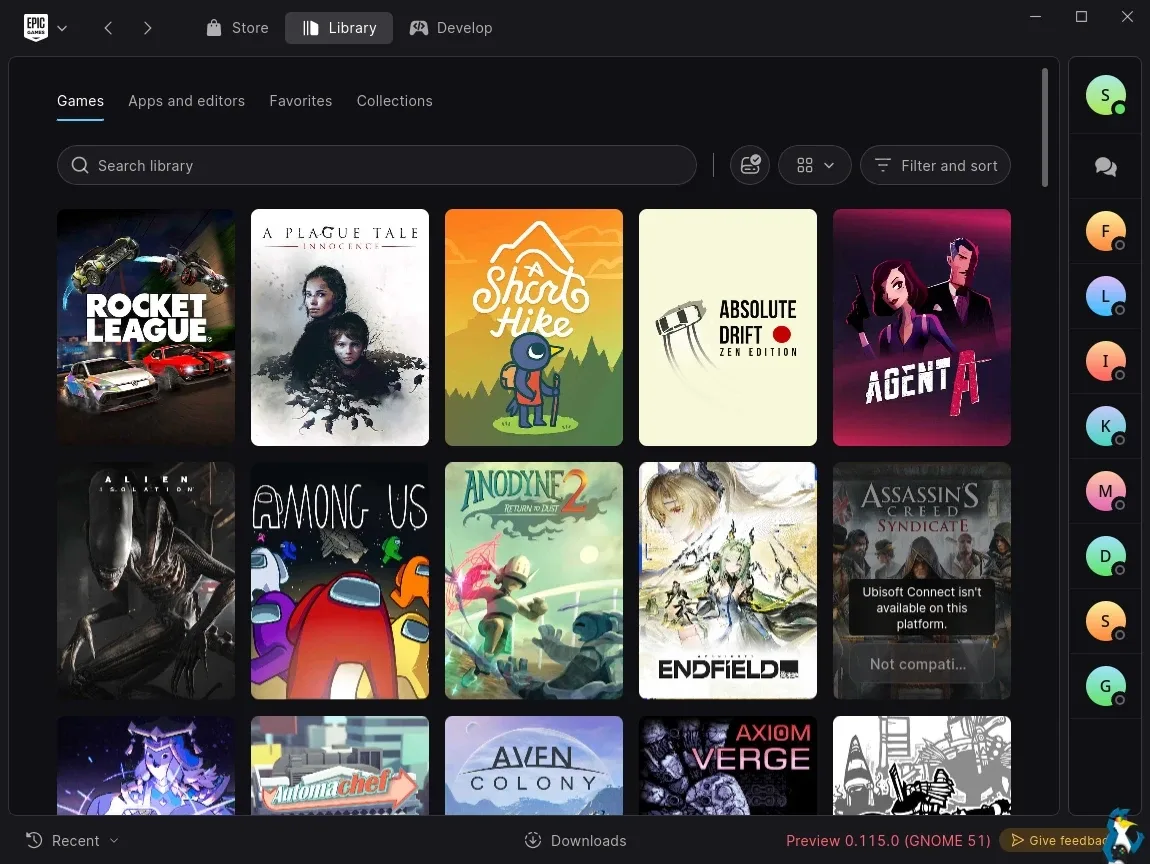 EPIC
GAMES
Store
Library
Develop
Games
Apps and editors
Favorites
Collections
Search library
Filter and sort
S
F
L
I
K
M
D
S
G
ROCKET
LEAGUE
A PLAGUE TALE
INNOCENCE
A
Short
Hike
ABSOLUTE
DRIFT
ZEN EDITION
AGENT A
ALIEN
ISOLATION
AMONG US
ANODYNE 2
RETURN TO DUST
ENDFIELD
ASSASSIN'S
CREED
SYNDICATE
Ubisoft Connect isn't
available on this
platform.
Not compati...
Automachef
AVEN
COLONY
AXIOM
VERGE
Recent
Downloads
Preview 0.115.0 (GNOME 51)
Give feedbac